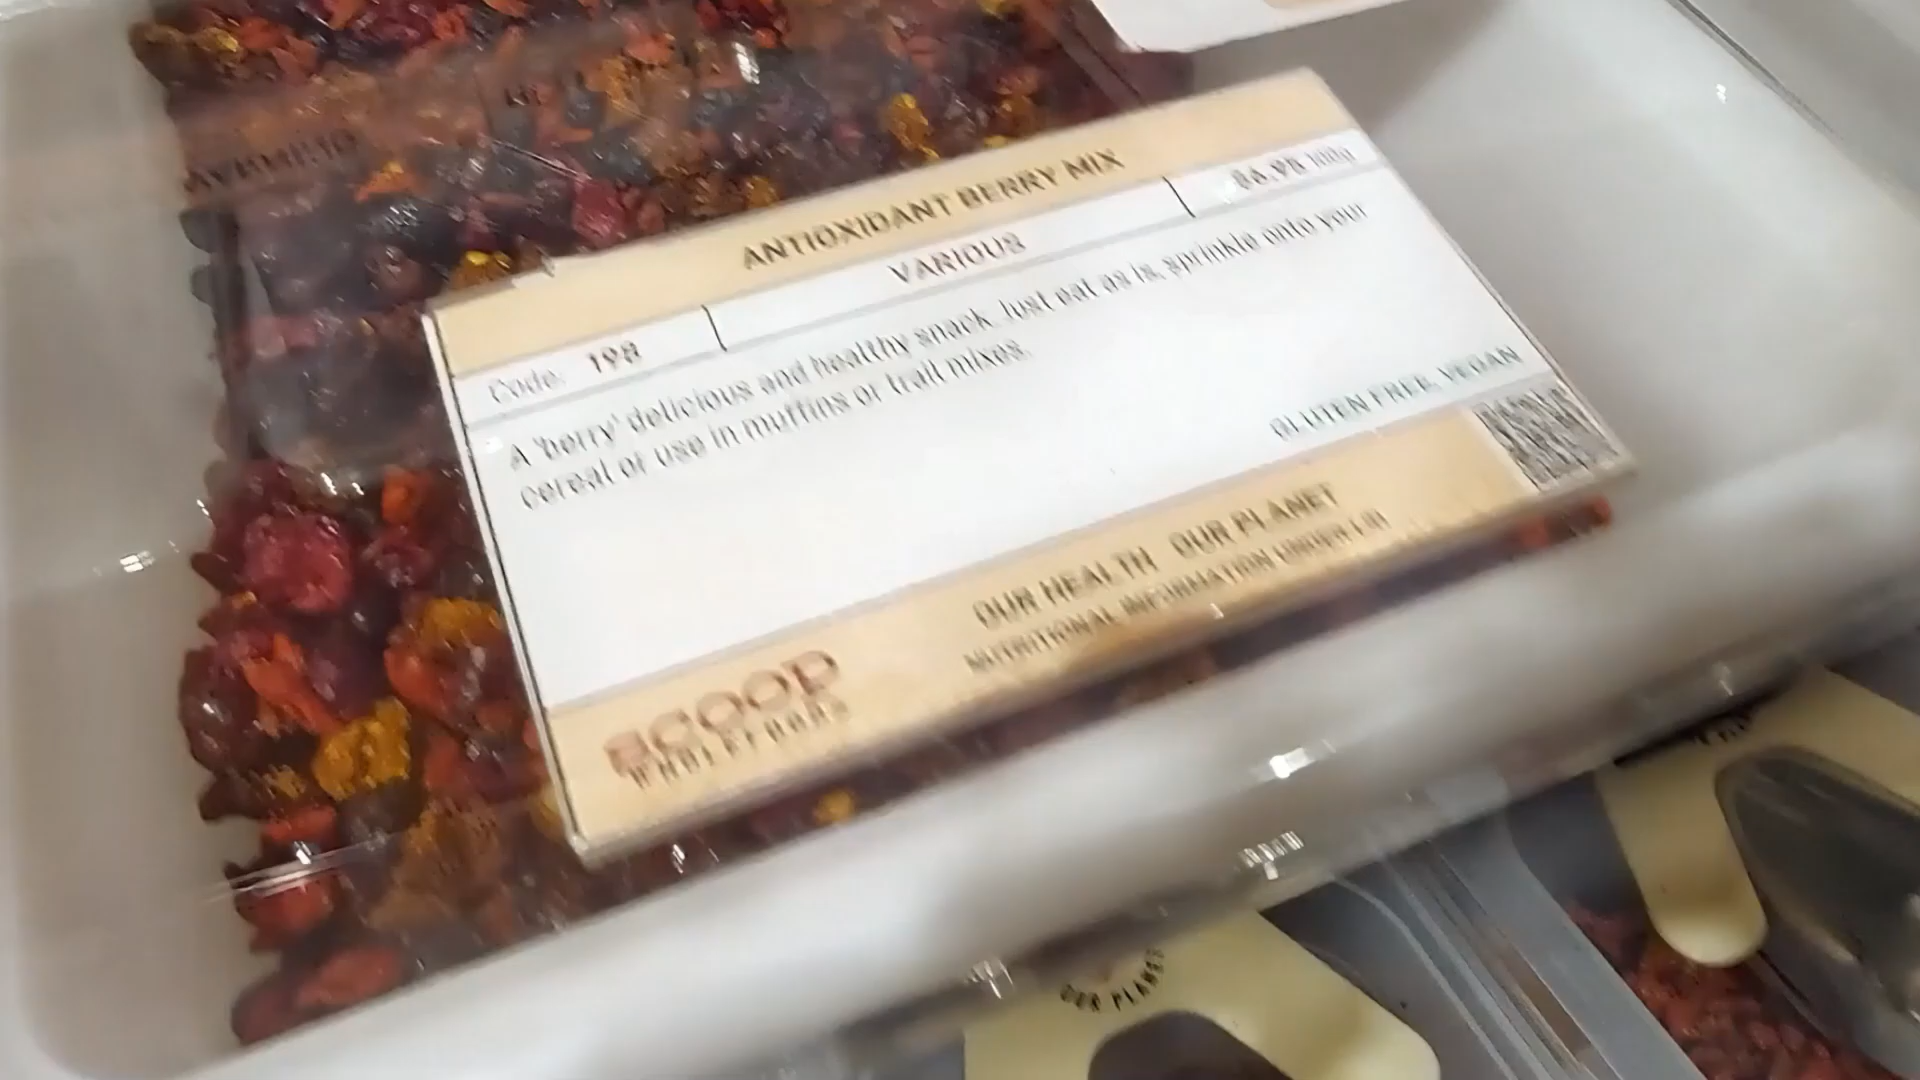 ANTIOXIDANT BERRY MIX
VARIOUS
Code: 198
A 'berry' delicious and healthy snack. Just eat as is, sprinkle onto your
cereal or use in muffins or trail mixes.
GLUTEN FREE, VEGAN
OUR HEALTH OUR PLANET
NUTRITIONAL INFORMATION UNDER LID
SCOOP
WHOLEFOODS
OUR PLANET